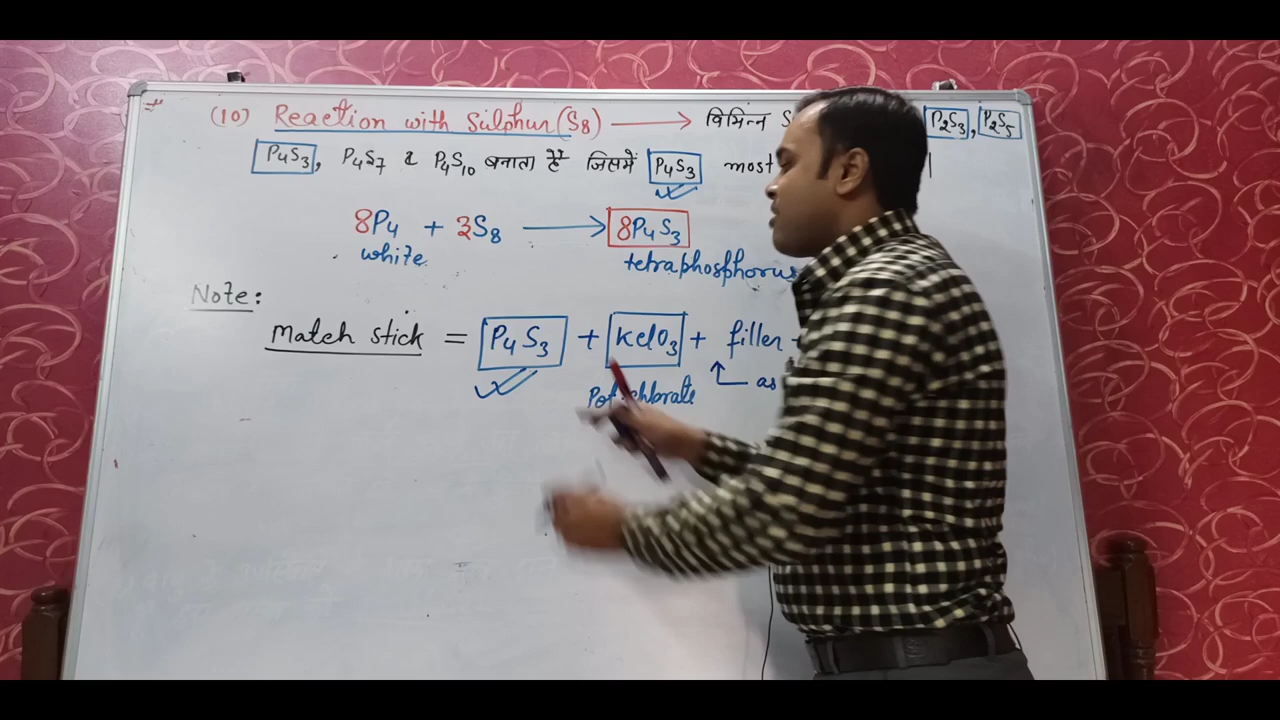 (10) Reaction with Sulphur (S8) → विभिन्न P2S3, P2S5
P4S3, P4S7 & P4S10 बनाता है जिसमें P4S3 most
8P4 + 3S8 → 8P4S3
white tetraphosphorus
Note:
Match stick = P4S3 + KClO3 + filler
Pot. chlorate as